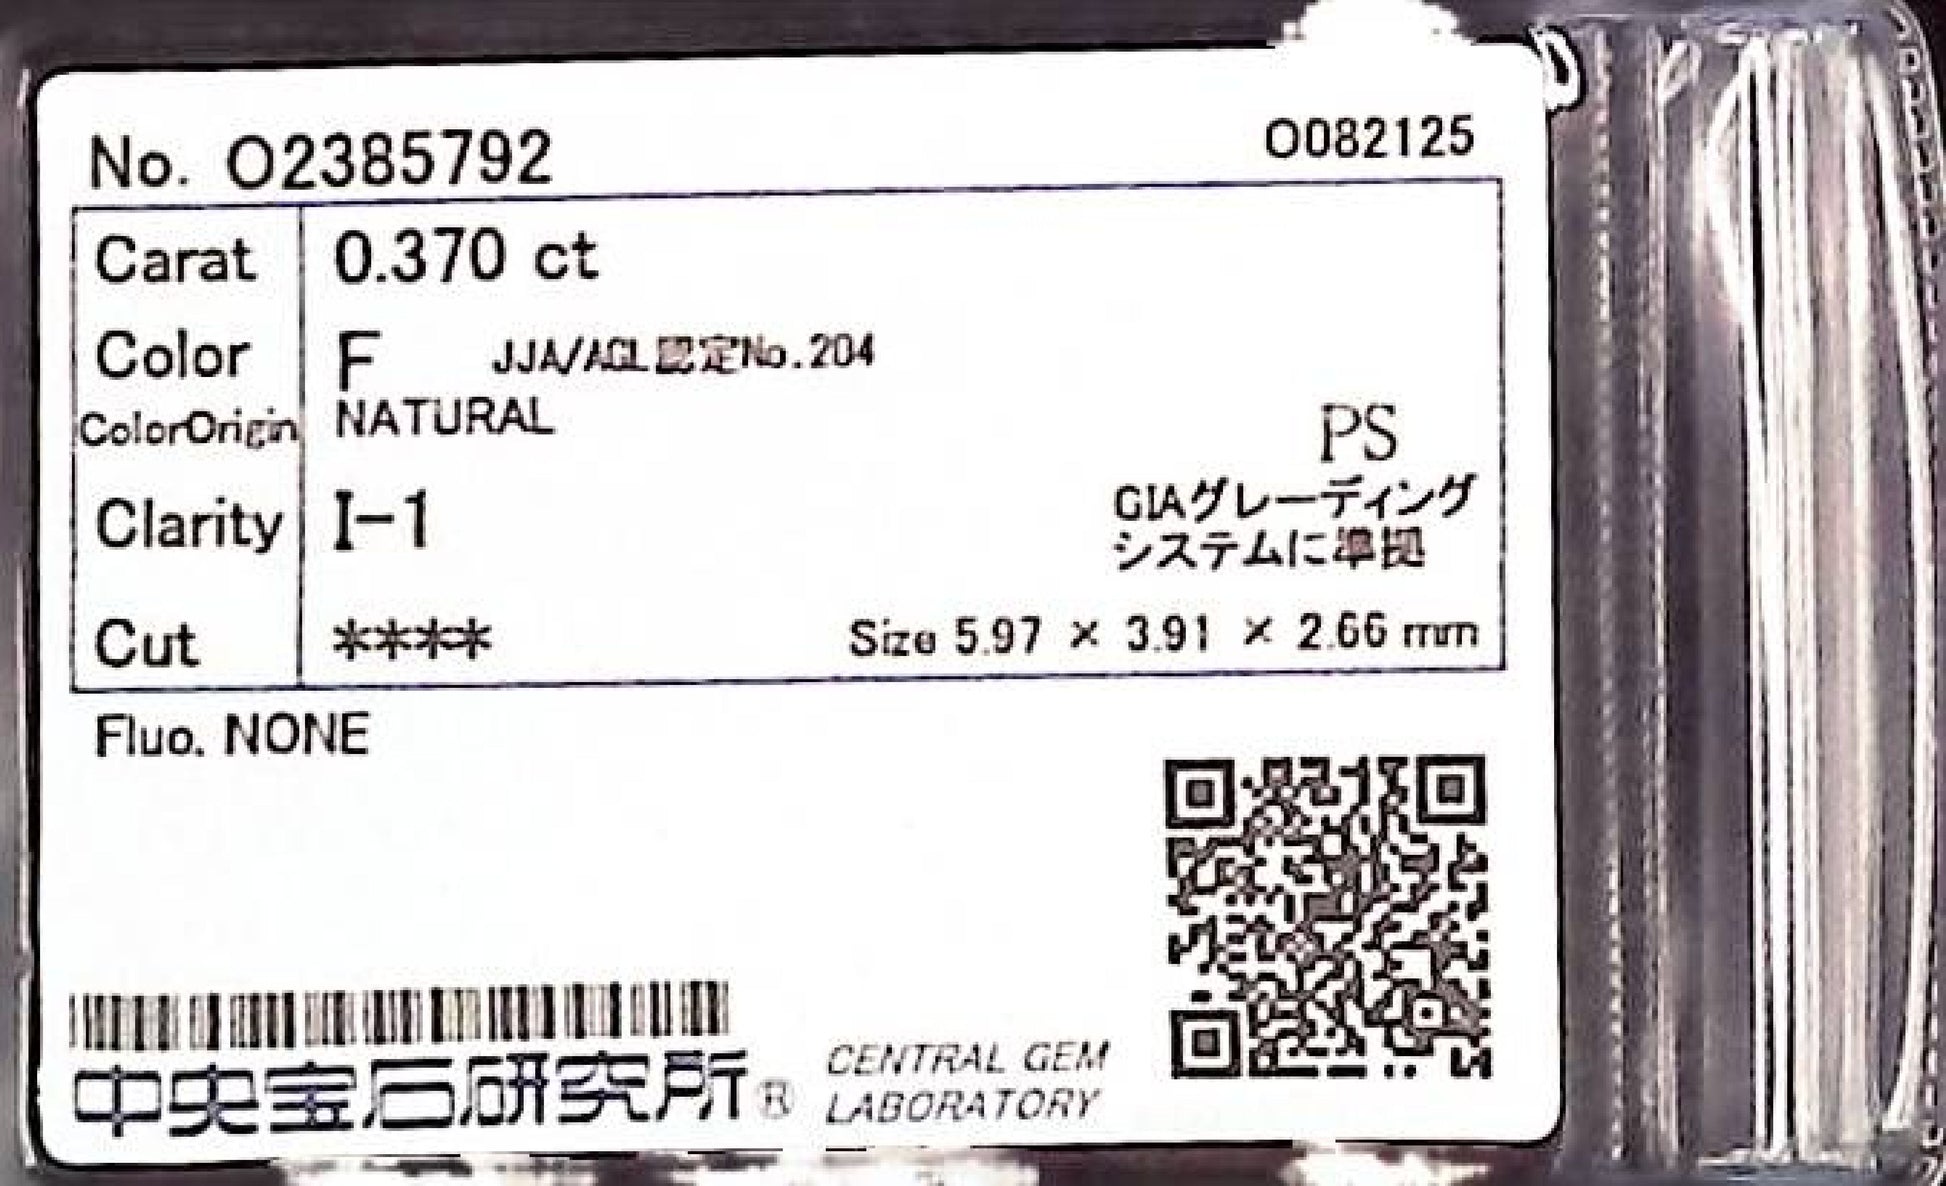 No. O2385792
O082125
Carat 0.370 ct
Color F JJA/AGL認定No.204
ColorOrigin NATURAL
PS
Clarity I-1
GIAグレーディング
システムに準拠
Cut **** Size 5.97 × 3.91 × 2.66 mm
Fluo. NONE
中央宝石研究所®
CENTRAL GEM
LABORATORY